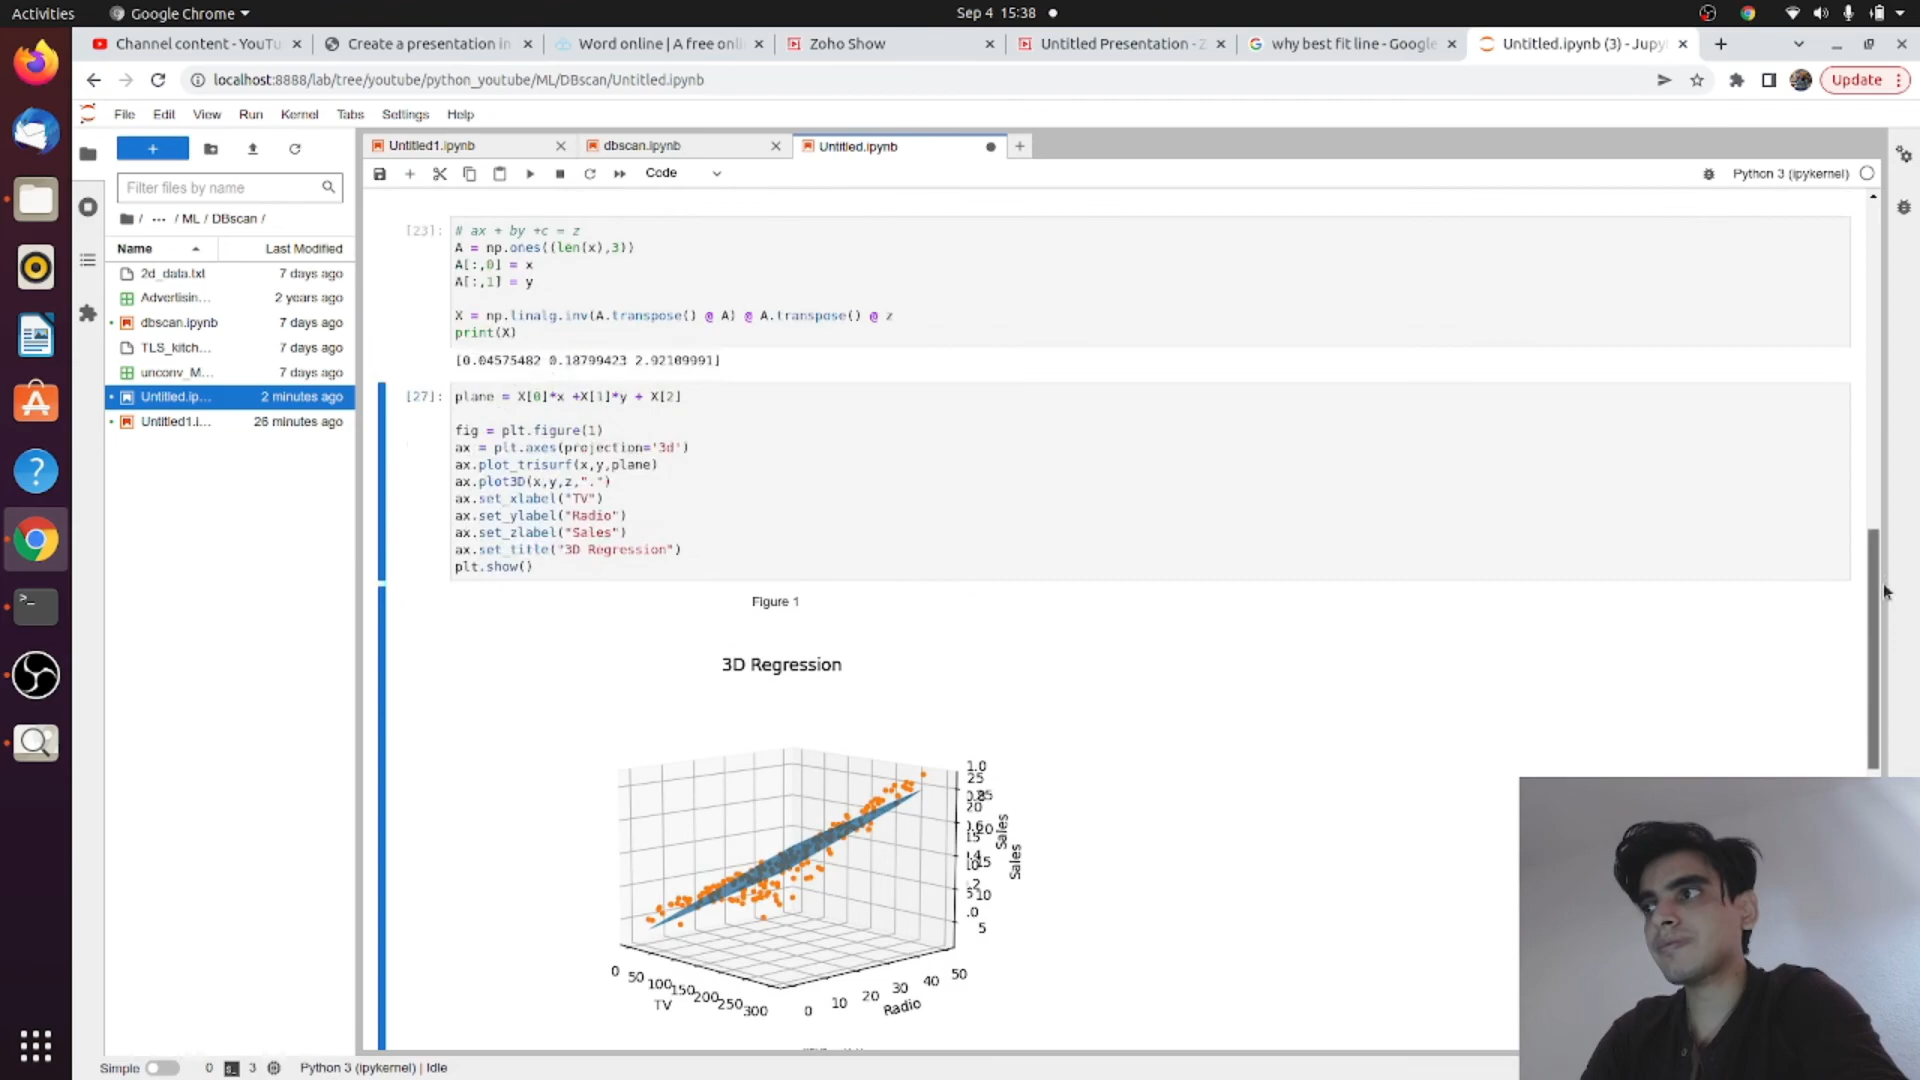 Activities
Google Chrome
Sep 4 15:38
Channel content - YouTu
Create a presentation in
Word online | A free onli
Zoho Show
Untitled Presentation - Z
why best fit line - Google
Untitled.ipynb (3) - Jupy
localhost:8888/lab/tree/youtube/python_youtube/ML/DBscan/Untitled.ipynb
Update
File Edit View Run Kernel Tabs Settings Help
Untitled1.ipynb
dbscan.ipynb
Untitled.ipynb
Code
Python 3 (ipykernel)
Filter files by name
/ ··· / ML / DBscan /
Name Last Modified
2d_data.txt 7 days ago
Advertisin... 2 years ago
dbscan.ipynb 7 days ago
TLS_kitch... 7 days ago
unconv_M... 7 days ago
Untitled.ip... 2 minutes ago
Untitled1.i... 26 minutes ago
[23]:
# ax + by +c = z
A = np.ones((len(x),3))
A[:,0] = x
A[:,1] = y
X = np.linalg.inv(A.transpose() @ A) @ A.transpose() @ z
print(X)
[0.04575482 0.18799423 2.92109991]
[27]:
plane = X[0]*x +X[1]*y + X[2]
fig = plt.figure(1)
ax = plt.axes(projection='3d')
ax.plot_trisurf(x,y,plane)
ax.plot3D(x,y,z,".")
ax.set_xlabel("TV")
ax.set_ylabel("Radio")
ax.set_zlabel("Sales")
ax.set_title("3D Regression")
plt.show()
Figure 1
3D Regression
1.0
25
20
15
10
5
Sales
Sales
0 50 100 150 200 250 300
TV
0 10 20 30 40 50
Radio
Simple 0 3 Python 3 (ipykernel) | Idle